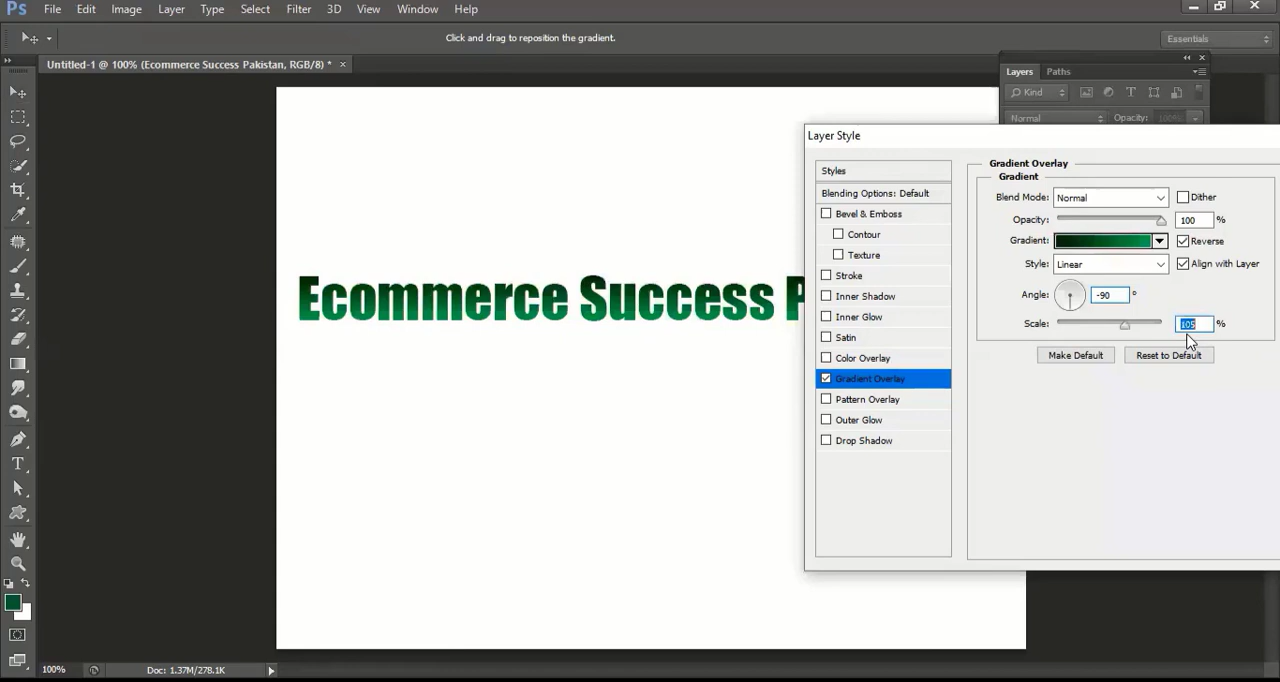 Ps File Edit Image Layer Type Select Filter 3D View Window Help
Click and drag to reposition the gradient.
Essentials
Untitled-1 @ 100% (Ecommerce Success Pakistan, RGB/8) * ×
Layers Paths
Kind
Normal Opacity: 100%
Layer Style
Styles
Blending Options: Default
Bevel & Emboss
Contour
Texture
Stroke
Inner Shadow
Inner Glow
Satin
Color Overlay
Gradient Overlay
Pattern Overlay
Outer Glow
Drop Shadow
Gradient Overlay
Gradient
Blend Mode: Normal Dither
Opacity: 100 %
Gradient: Reverse
Style: Linear Align with Layer
Angle: -90 °
Scale: 105 %
Make Default Reset to Default
Ecommerce Success P
100% Doc: 1.37M/278.1K